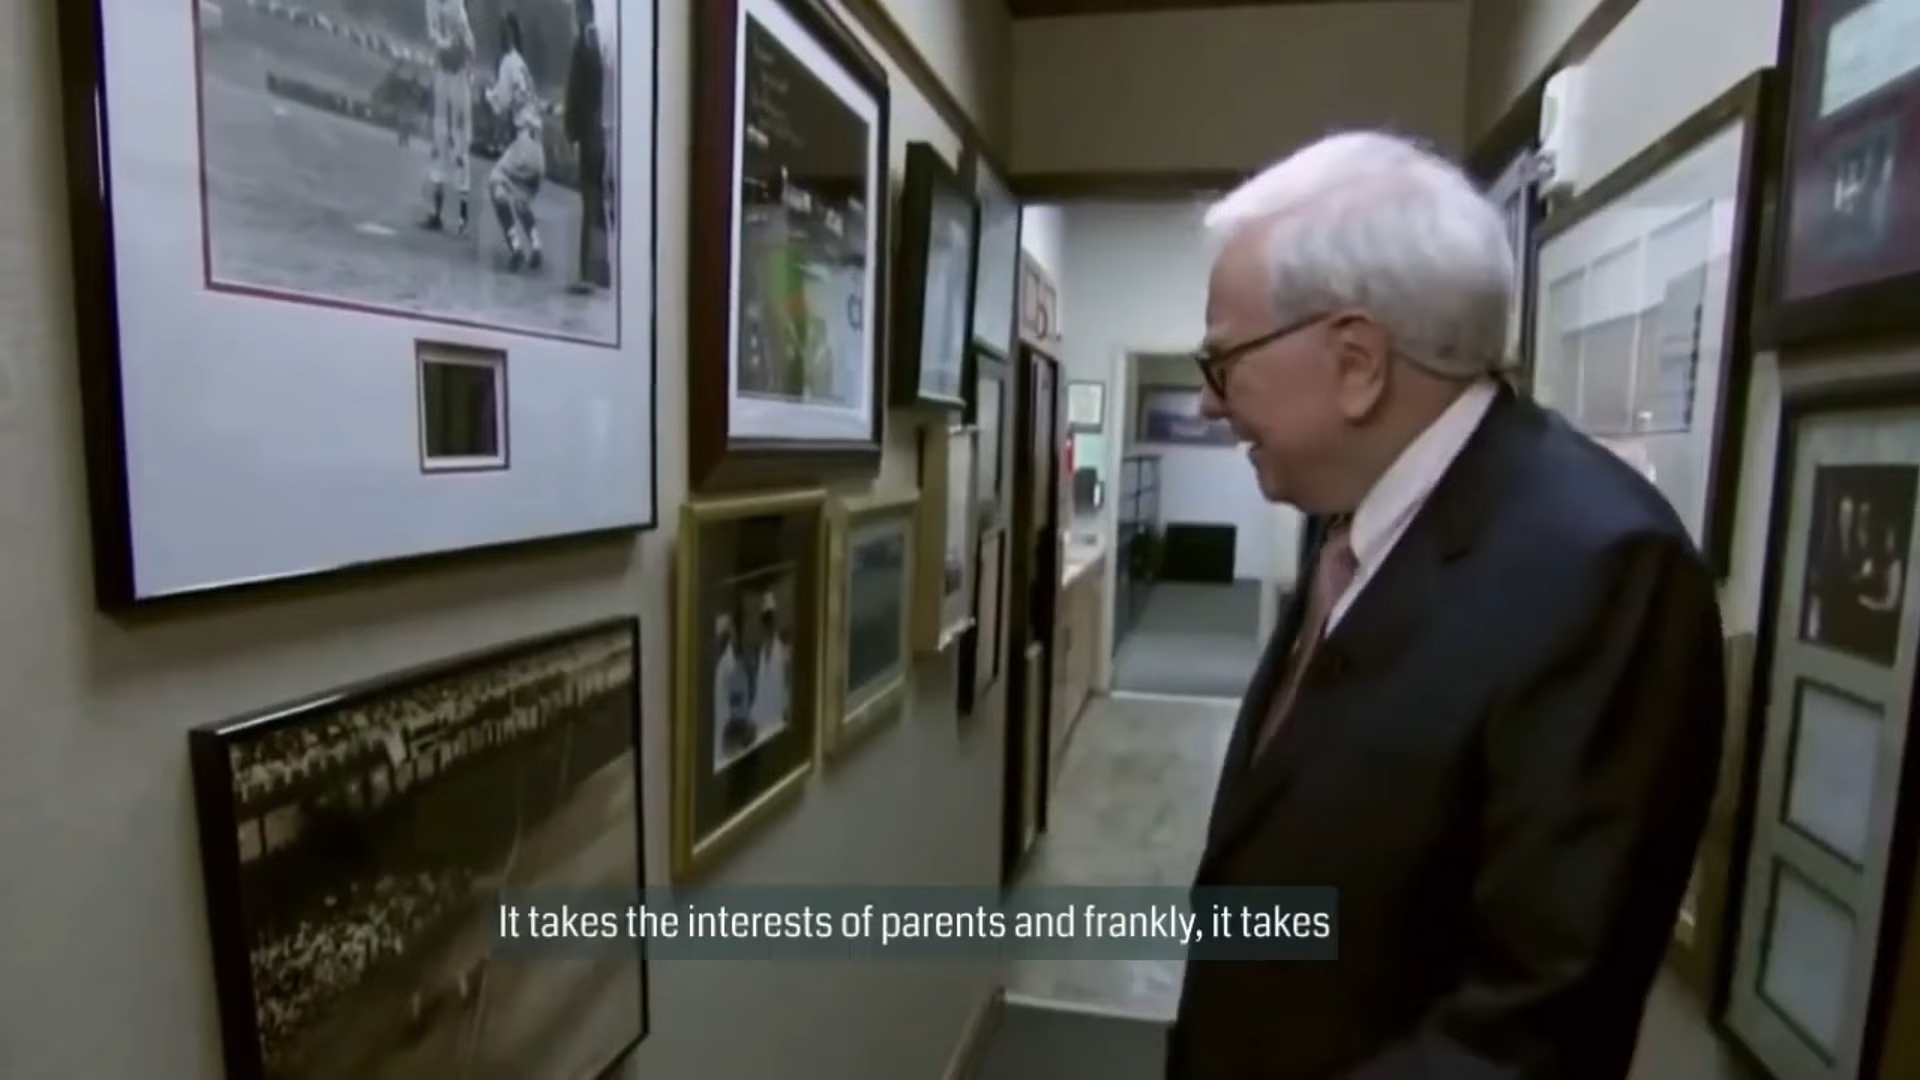 It takes the interests of parents and frankly, it takes